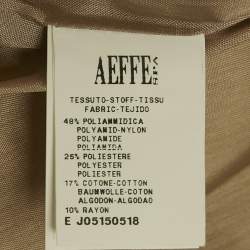 AEFFE SPA
TESSUTO-STOFF-TISSU
FABRIC-TEJIDO
48% POLIAMMIDICA
POLYAMID-NYLON
POLYAMIDE
POLIAMIDA
25% POLIESTERE
POLYESTER
POLIESTER
17% COTONE-COTTON
BAUMWOLLE-COTON
ALGODON-ALGODAO
10% RAYON
E J05150518